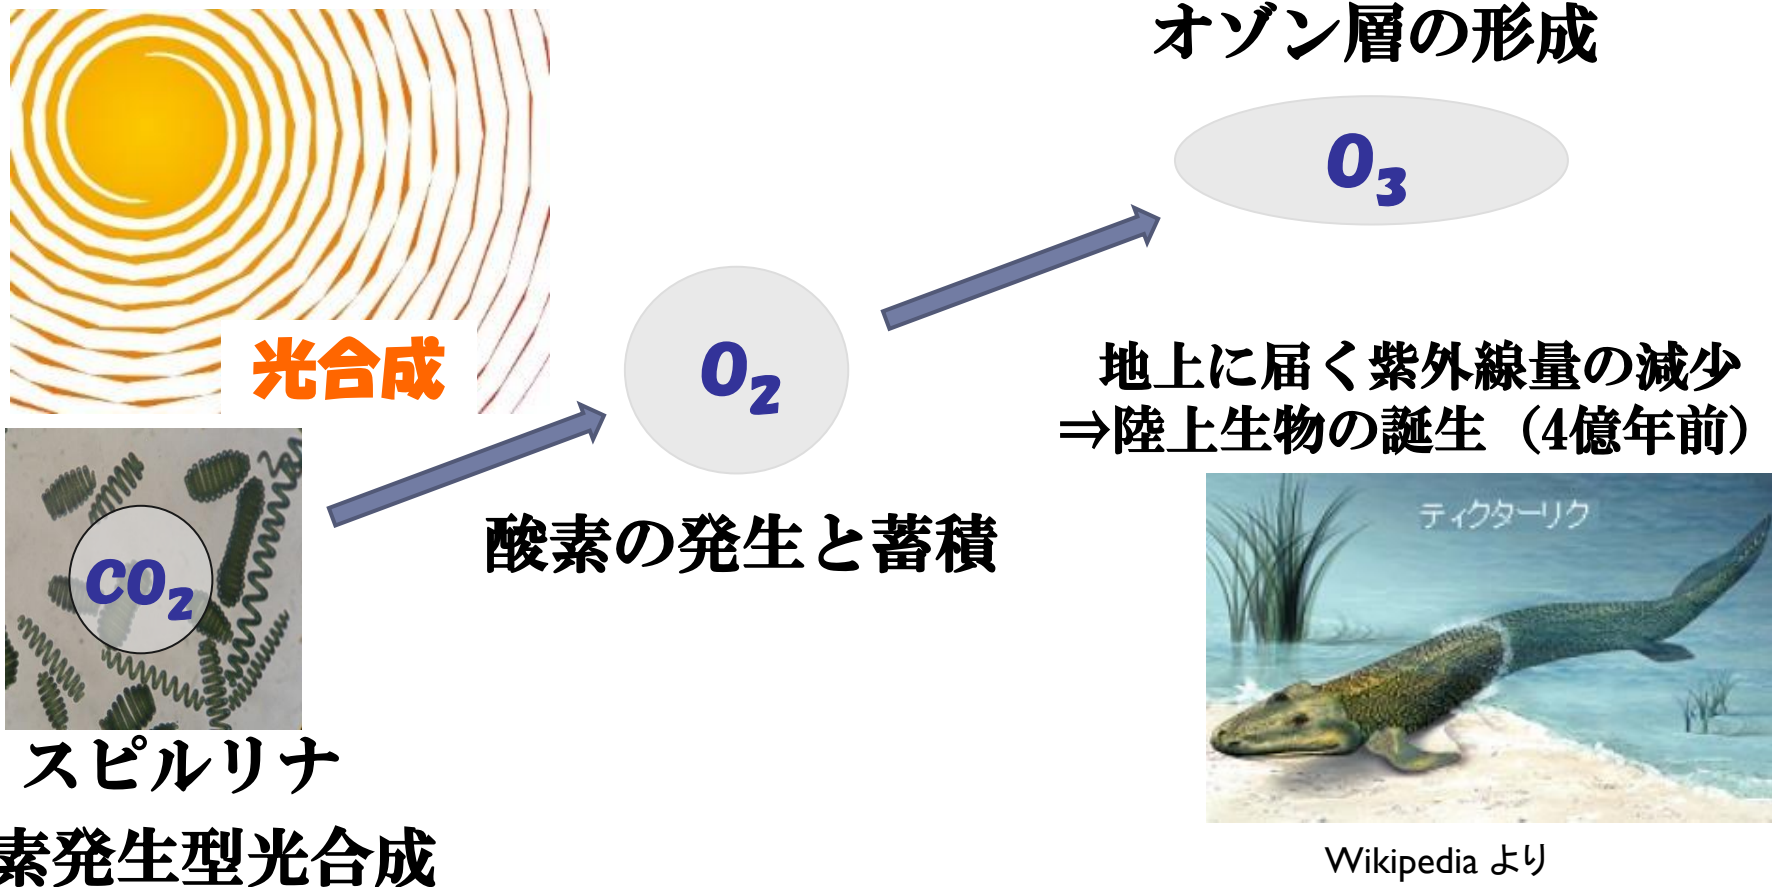 オゾン層の形成
O₃
光合成
O₂
地上に届く紫外線量の減少
⇒陸上生物の誕生（4億年前）
ティクターリク
酸素の発生と蓄積
CO₂
スピルリナ
素発生型光合成
Wikipedia より